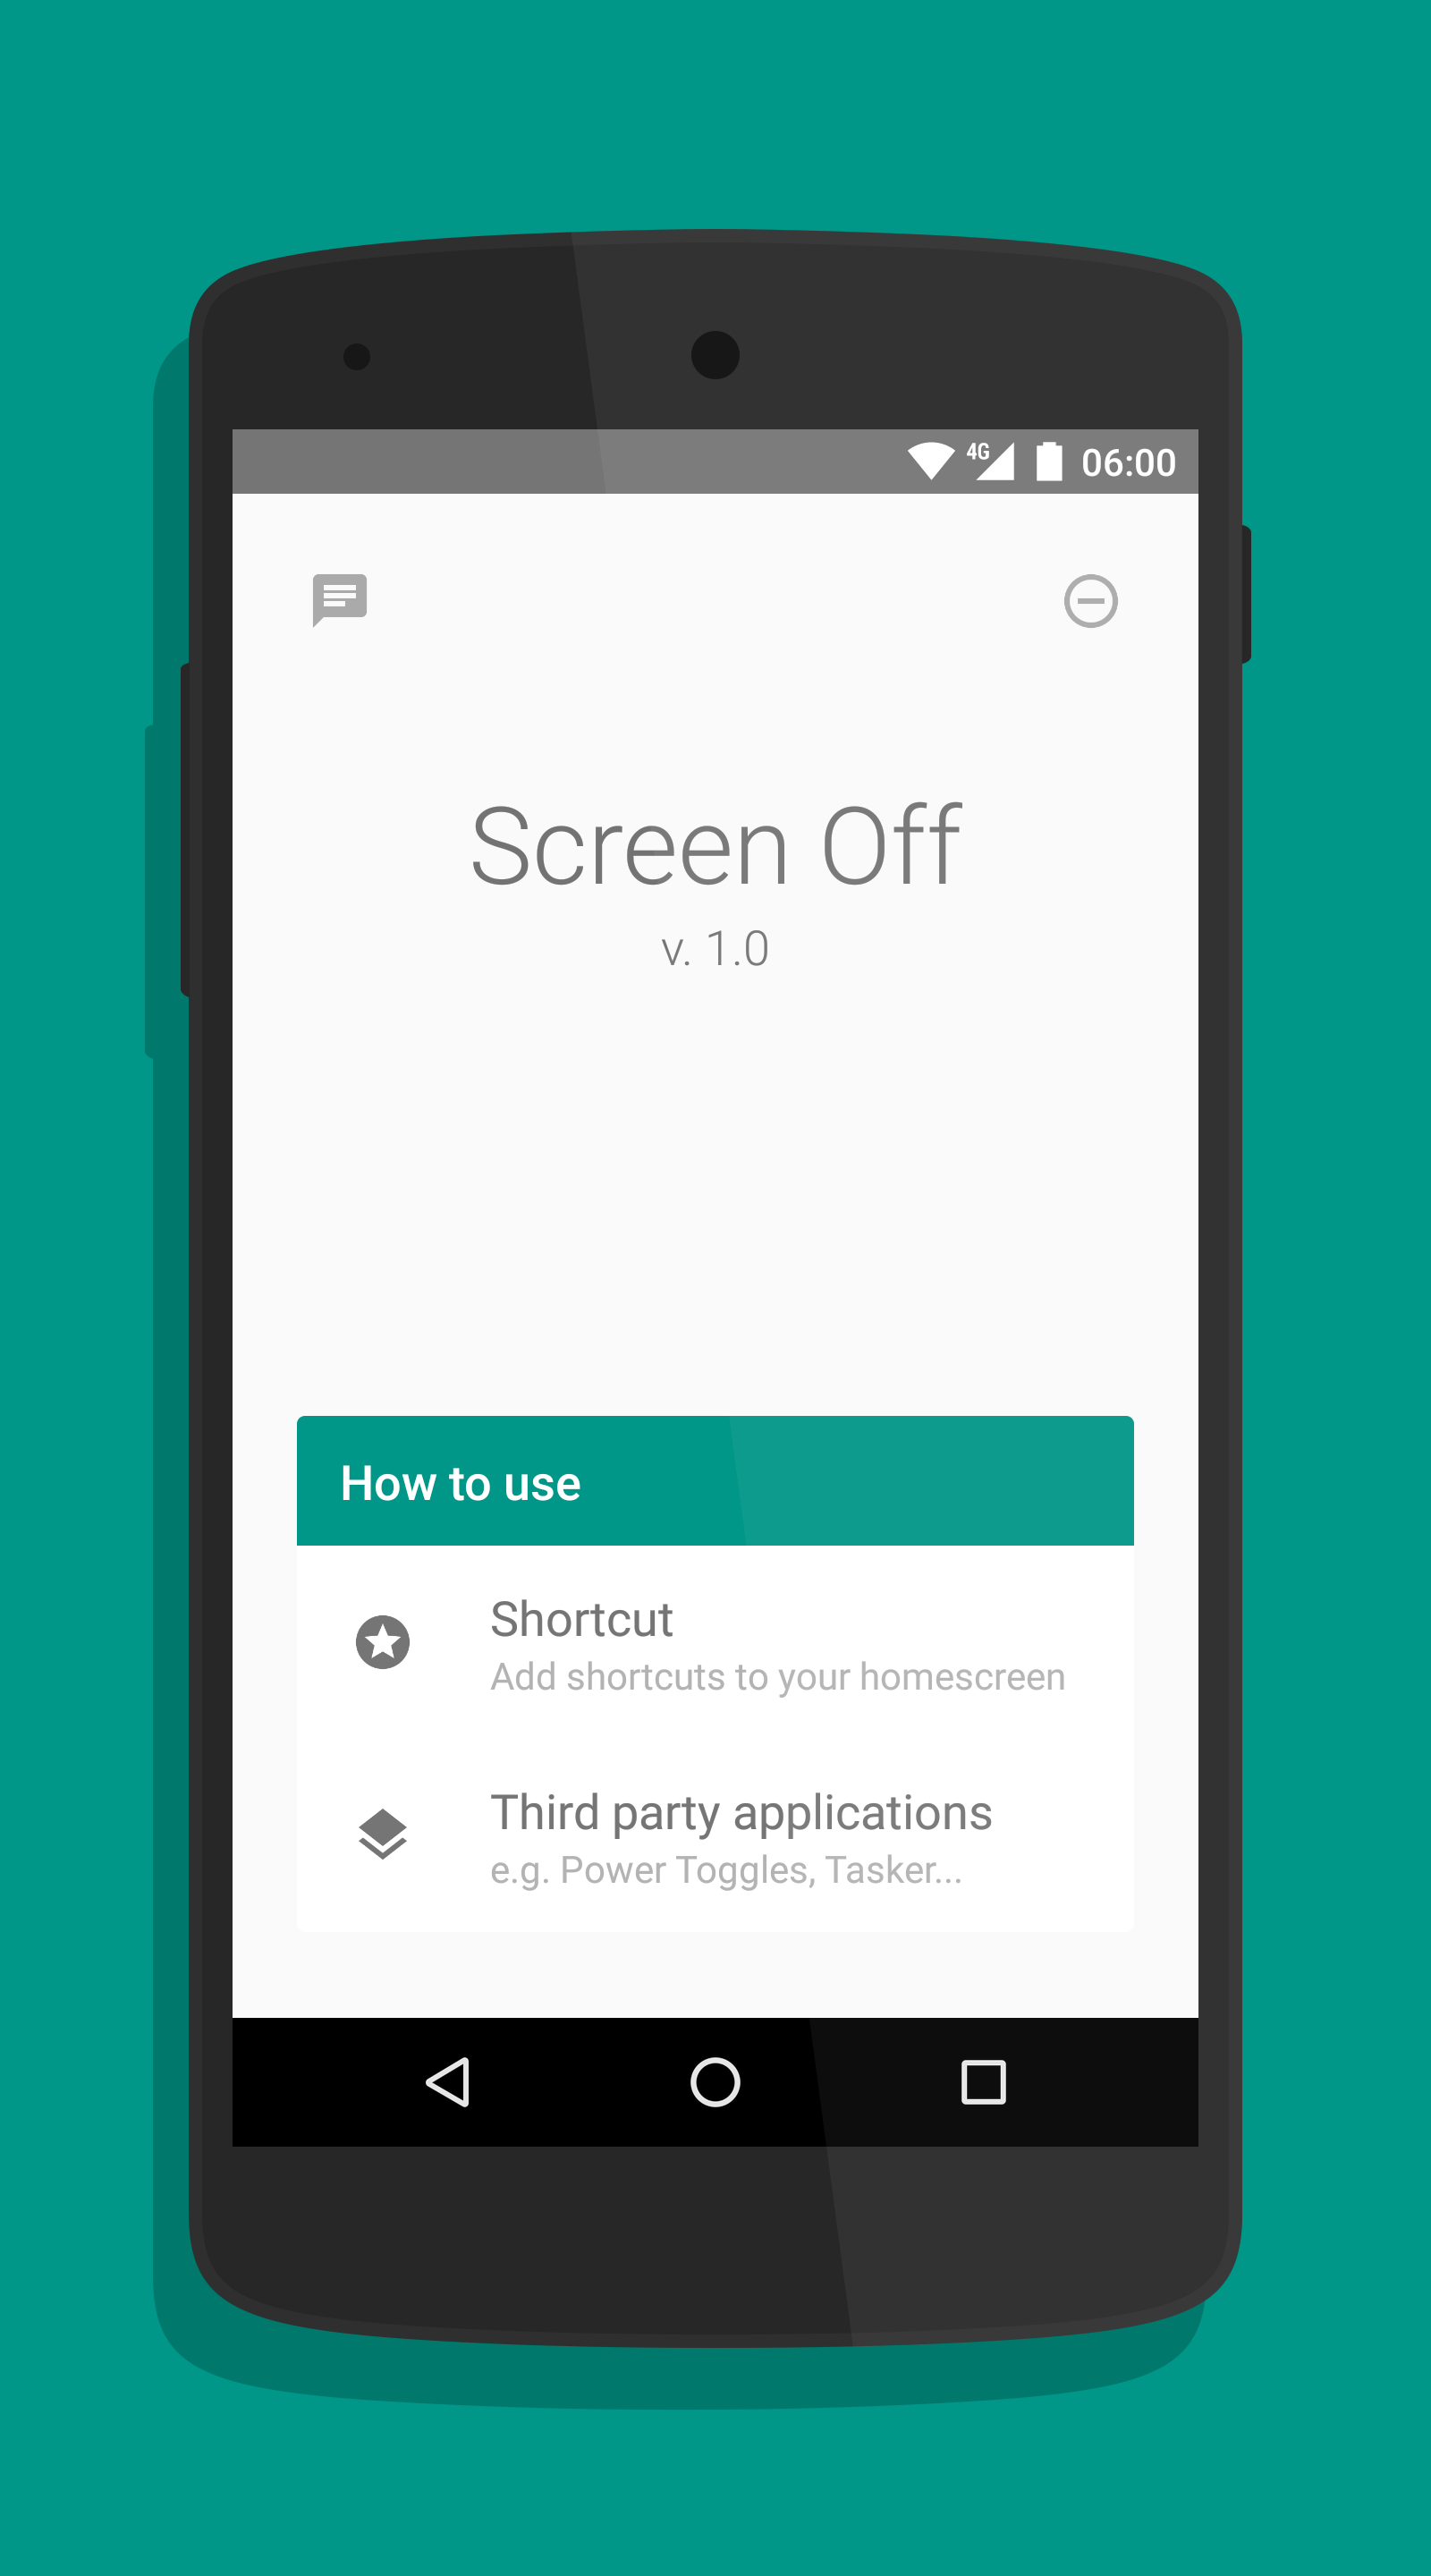 4G 06:00
Screen Off
v. 1.0
How to use
Shortcut
Add shortcuts to your homescreen
Third party applications
e.g. Power Toggles, Tasker...